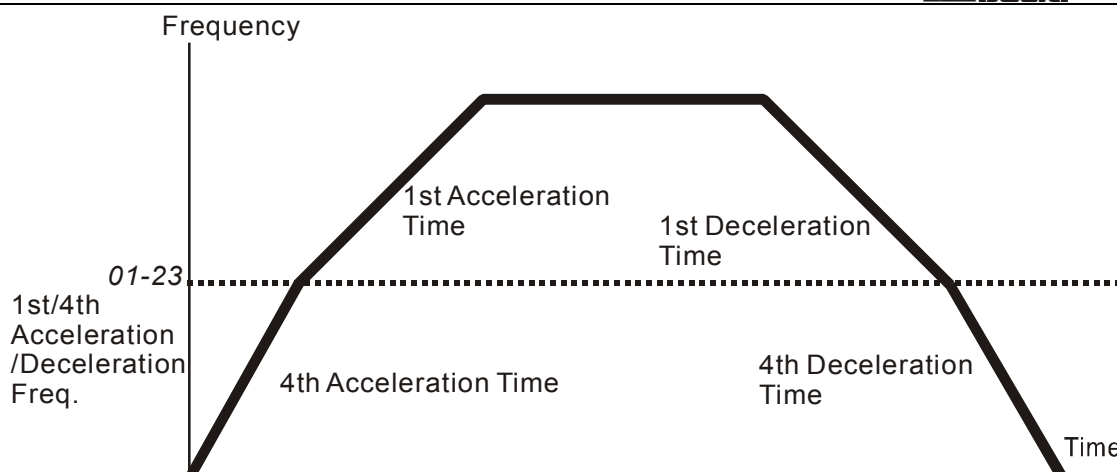 Frequency
1st Acceleration
Time
1st Deceleration
Time
01-23
1st/4th
Acceleration
/Deceleration
Freq.
4th Acceleration Time
4th Deceleration
Time
Time